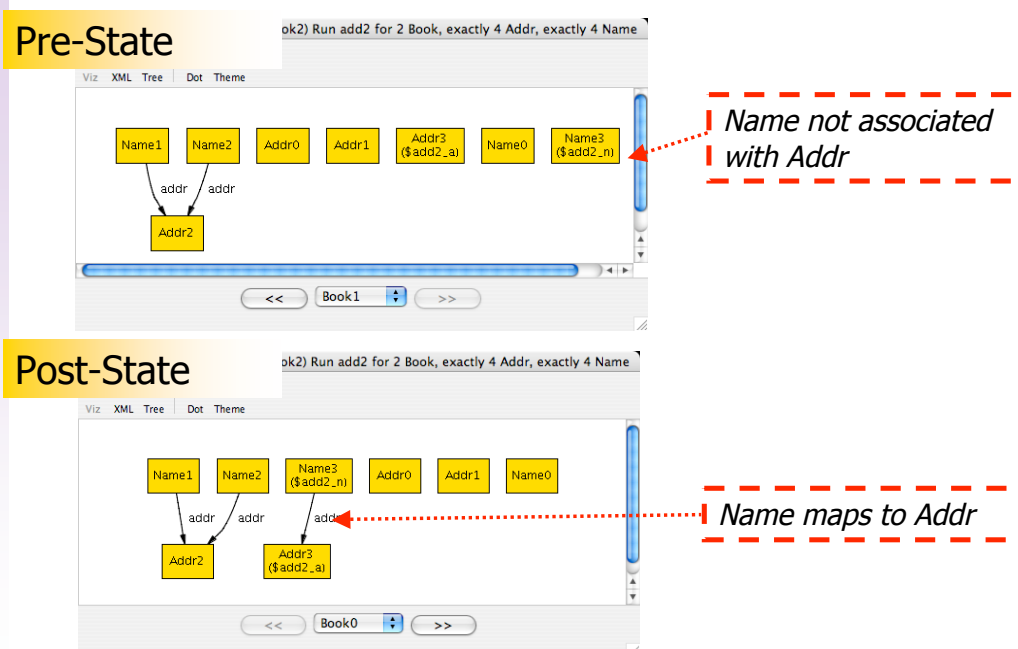 Pre-State
ok2) Run add2 for 2 Book, exactly 4 Addr, exactly 4 Name
Viz XML Tree Dot Theme
Name1 Name2 Addr0 Addr1 Addr3 ($add2_a) Name0 Name3 ($add2_n)
addr addr
Addr2
<< Book1 >>
Name not associated
with Addr
Post-State
ok2) Run add2 for 2 Book, exactly 4 Addr, exactly 4 Name
Viz XML Tree Dot Theme
Name1 Name2 Name3 ($add2_n) Addr0 Addr1 Name0
addr addr addr
Addr2 Addr3 ($add2_a)
<< Book0 >>
Name maps to Addr